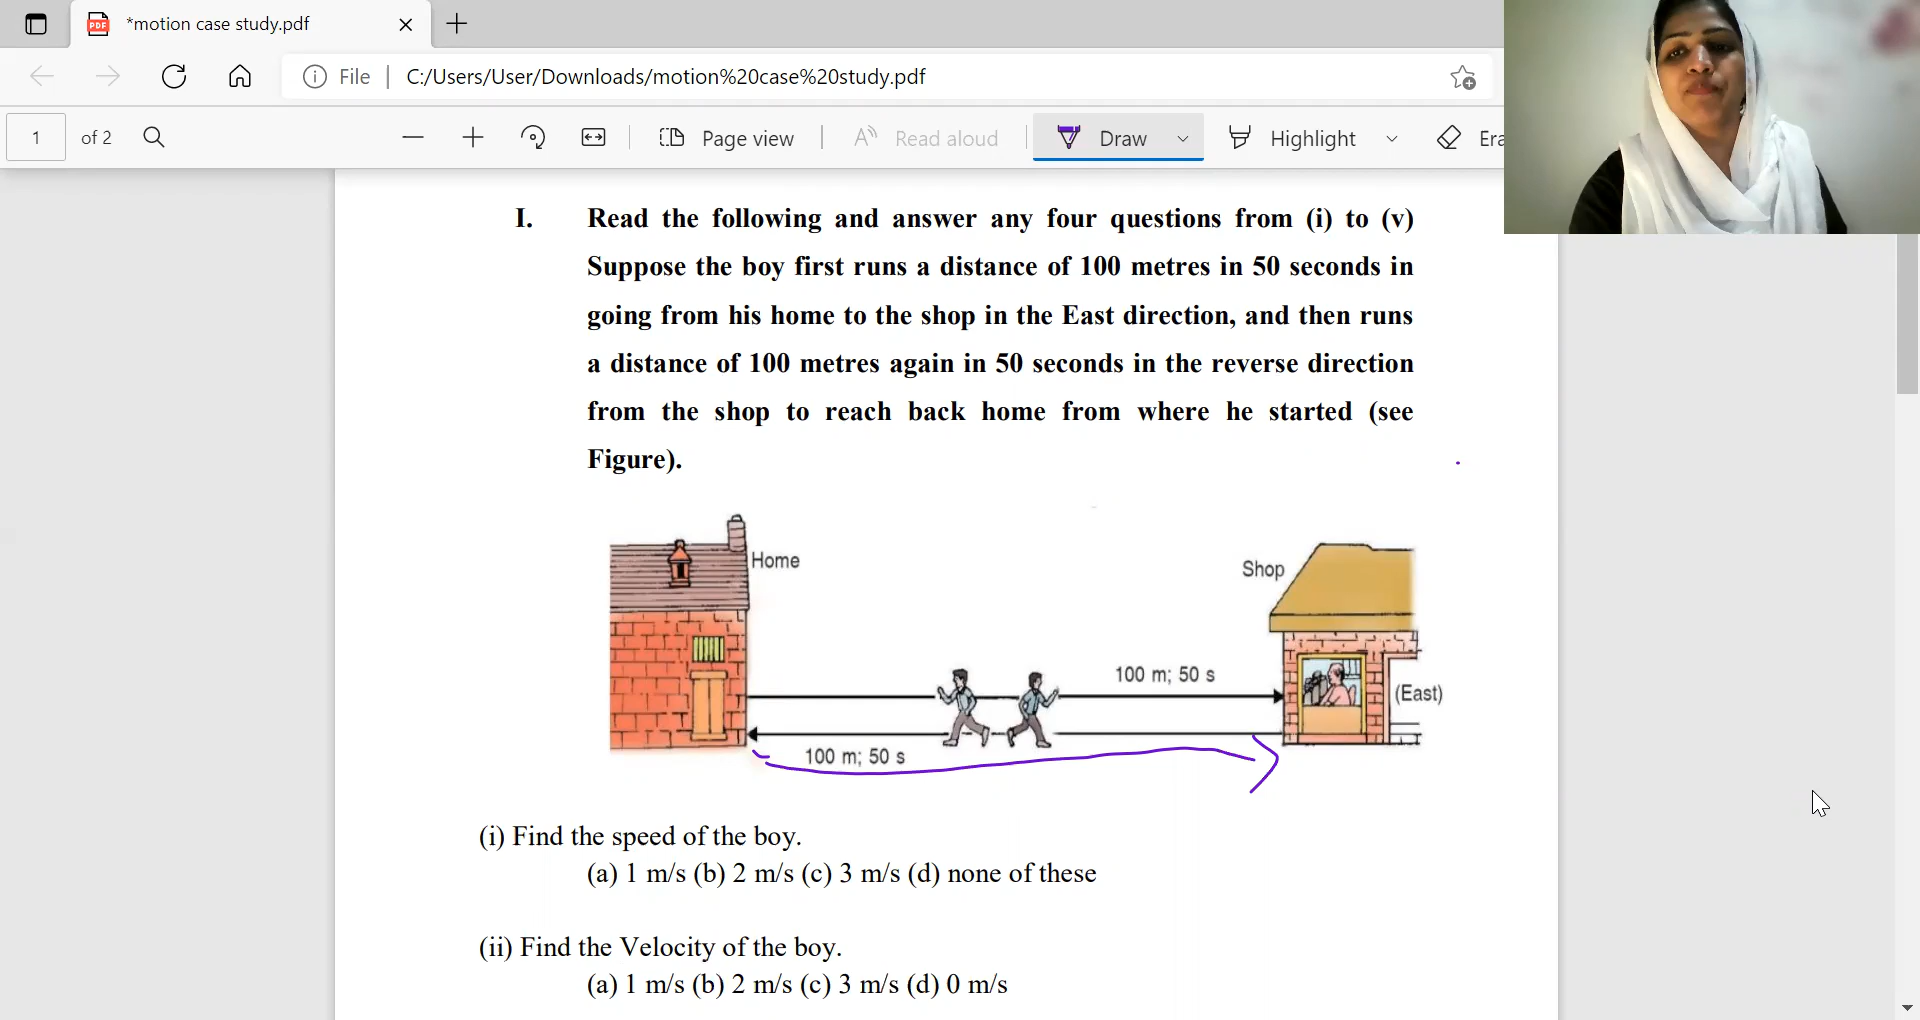 *motion case study.pdf
File | C:/Users/User/Downloads/motion%20case%20study.pdf
1 of 2 Page view Read aloud Draw Highlight Era
I. Read the following and answer any four questions from (i) to (v)
Suppose the boy first runs a distance of 100 metres in 50 seconds in
going from his home to the shop in the East direction, and then runs
a distance of 100 metres again in 50 seconds in the reverse direction
from the shop to reach back home from where he started (see
Figure).
Home
Shop
100 m; 50 s
(East)
100 m; 50 s
(i) Find the speed of the boy.
(a) 1 m/s (b) 2 m/s (c) 3 m/s (d) none of these
(ii) Find the Velocity of the boy.
(a) 1 m/s (b) 2 m/s (c) 3 m/s (d) 0 m/s